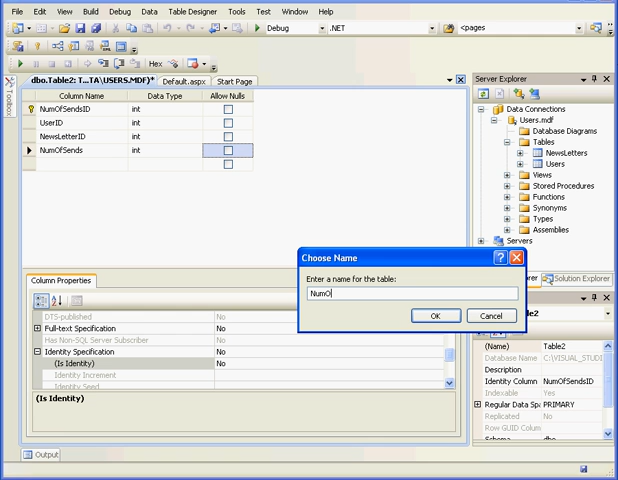 File Edit View Build Debug Data Table Designer Tools Test Window Help
Debug .NET <pages
Hex
dbo.Table2: T...TA\USERS.MDF)* Default.aspx Start Page
Column Name Data Type Allow Nulls
NumOfSendsID int
UserID int
NewsLetterID int
NumOfSends int
Toolbox
Server Explorer
Data Connections
Users.mdf
Database Diagrams
Tables
NewsLetters
Users
Views
Stored Procedures
Functions
Synonyms
Types
Assemblies
Servers
Solution Explorer
Choose Name
Enter a name for the table:
NumO
OK Cancel
Column Properties
DTS-published No
Full-text Specification No
Has Non-SQL Server Subscriber No
Identity Specification No
(Is Identity) No
Identity Increment
Identity Seed
(Is Identity)
(Name) Table2
Database Name C:\VISUAL_STUDI
Description
Identity Column NumOfSendsID
Indexable Yes
Regular Data Spa PRIMARY
Replicated No
Row GUID Colum
Schema dbo
Output